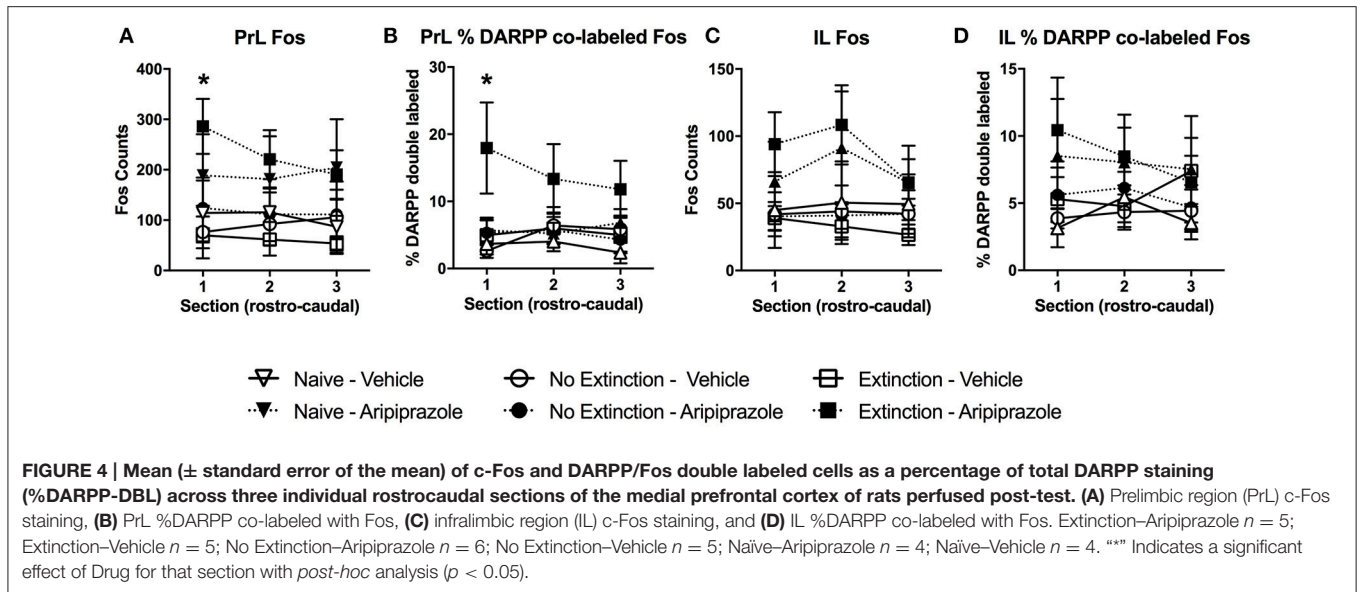 A PrL Fos
400
300
200
100
0
Fos Counts
*
1 2 3
Section (rostro-caudal)
B PrL % DARPP co-labeled Fos
30
20
10
0
% DARPP double labeled
*
1 2 3
Section (rostro-caudal)
C IL Fos
150
100
50
0
Fos Counts
1 2 3
Section (rostro-caudal)
D IL % DARPP co-labeled Fos
15
10
5
0
% DARPP double labeled
1 2 3
Section (rostro-caudal)
Naive - Vehicle No Extinction - Vehicle Extinction - Vehicle
Naive - Aripiprazole No Extinction - Aripiprazole Extinction - Aripiprazole
FIGURE 4 | Mean (± standard error of the mean) of c-Fos and DARPP/Fos double labeled cells as a percentage of total DARPP staining
(%DARPP-DBL) across three individual rostrocaudal sections of the medial prefrontal cortex of rats perfused post-test. (A) Prelimbic region (PrL) c-Fos
staining, (B) PrL %DARPP co-labeled with Fos, (C) infralimbic region (IL) c-Fos staining, and (D) IL %DARPP co-labeled with Fos. Extinction–Aripiprazole n = 5;
Extinction–Vehicle n = 5; No Extinction–Aripiprazole n = 6; No Extinction–Vehicle n = 5; Naïve–Aripiprazole n = 4; Naïve–Vehicle n = 4. “*” Indicates a significant
effect of Drug for that section with post-hoc analysis (p < 0.05).